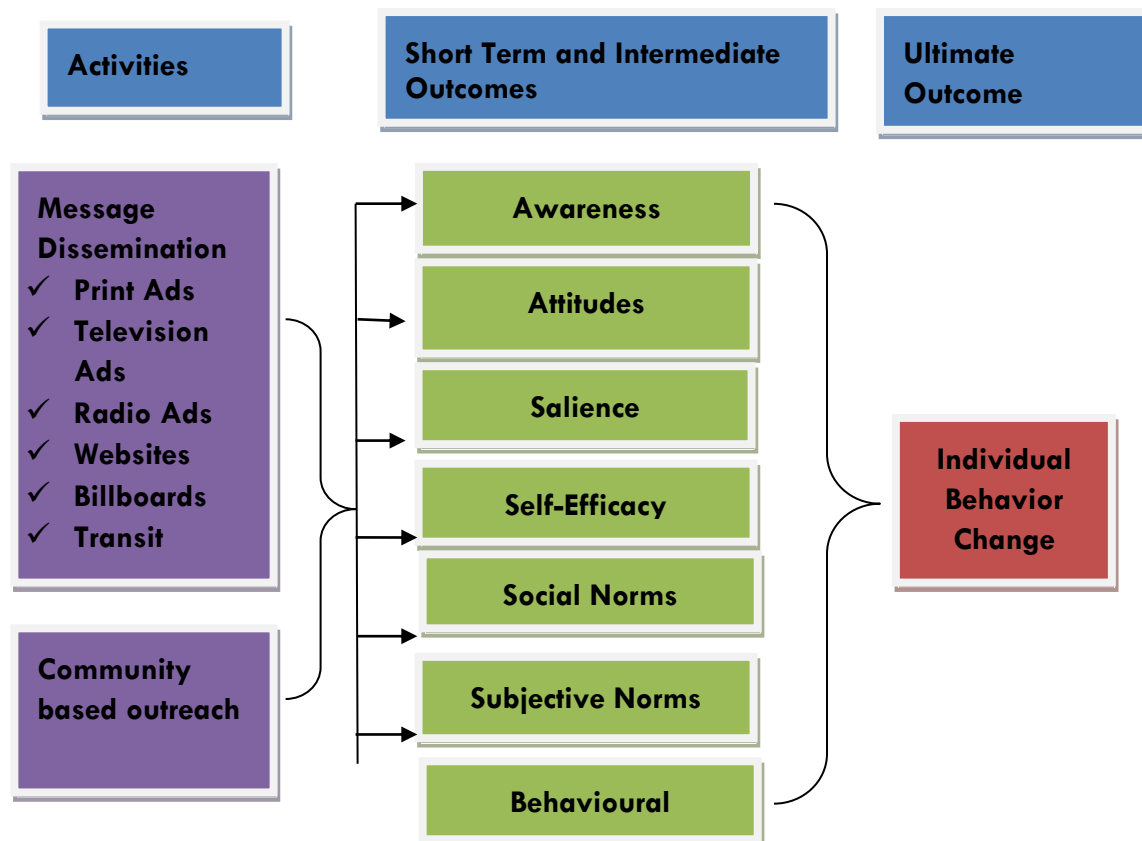 Activities
Short Term and Intermediate
Outcomes
Ultimate
Outcome
Message
Dissemination
✓ Print Ads
✓ Television
Ads
✓ Radio Ads
✓ Websites
✓ Billboards
✓ Transit
Community
based outreach
Awareness
Attitudes
Salience
Self-Efficacy
Social Norms
Subjective Norms
Behavioural
Individual
Behavior
Change